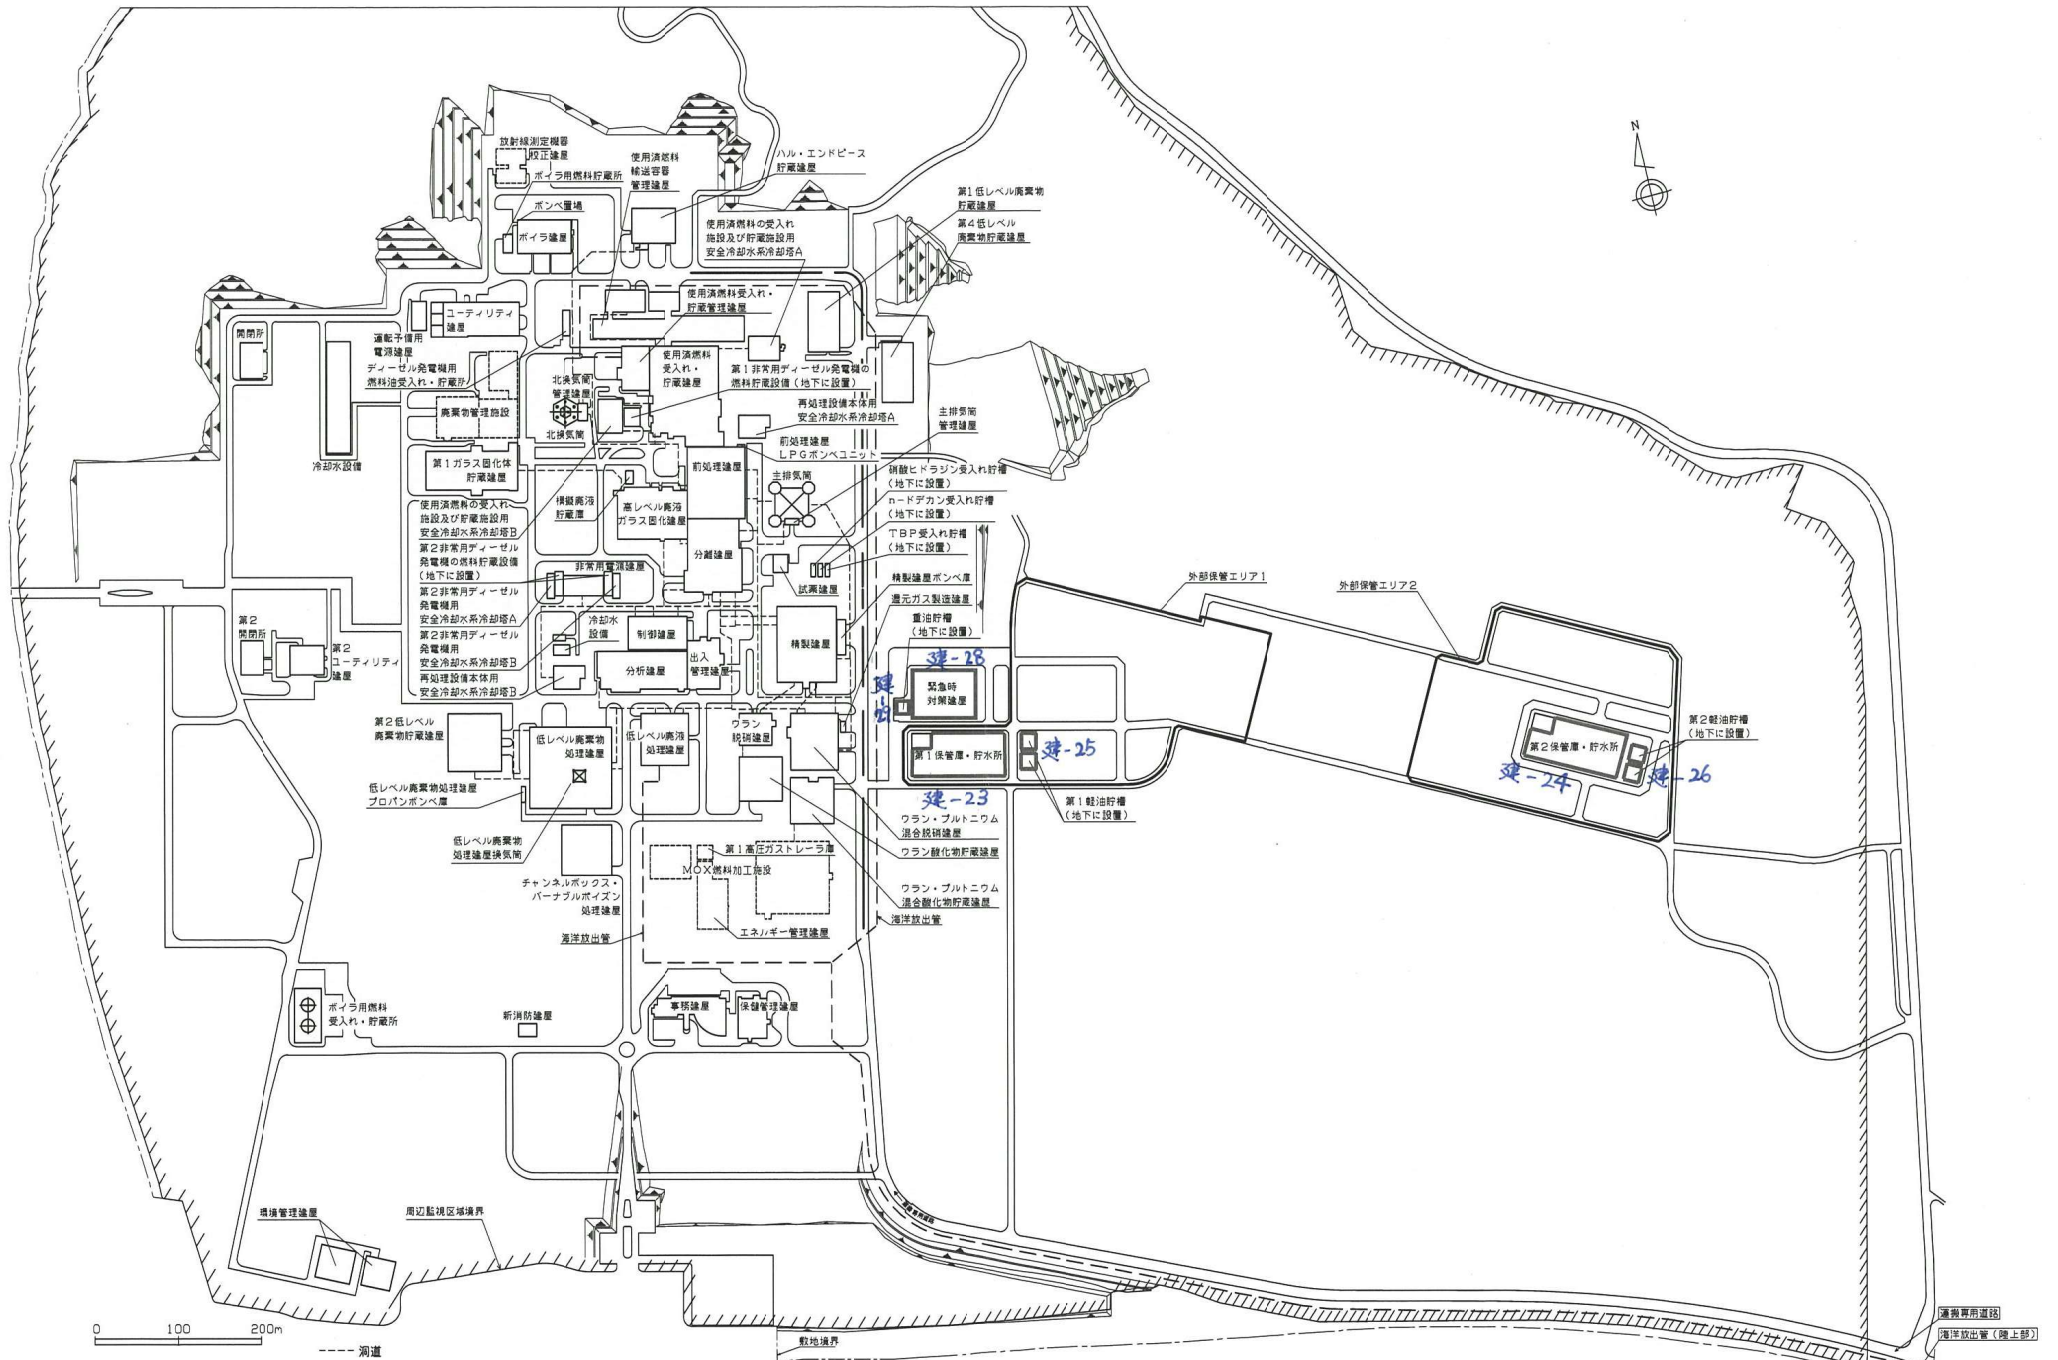 N
放射線測定機器
校正建屋
ボイラ用燃料貯蔵所
ボンベ置場
ボイラ建屋
使用済燃料
輸送容器
管理建屋
ハル・エンドピース
貯蔵建屋
使用済燃料の受入れ
施設及び貯蔵施設用
安全冷却水系冷却塔A
第1低レベル廃棄物
貯蔵建屋
第4低レベル
廃棄物貯蔵建屋
開閉所
ユーティリティ
建屋
運転予備用
電源建屋
ディーゼル発電機用
燃料油受入れ・貯蔵所
使用済燃料受入れ・
貯蔵管理建屋
使用済燃料
受入れ・
貯蔵建屋
第1非常用ディーゼル発電機の
燃料貯蔵設備(地下に設置)
北換気筒
管理建屋
北換気筒
廃棄物管理施設
再処理設備本体用
安全冷却水系冷却塔A
主排気筒
管理建屋
冷却水設備
第1ガラス固化体
貯蔵建屋
前処理建屋
前処理建屋
LPGボンベユニット
主排気筒
硝酸ヒドラジン受入れ貯槽
(地下に設置)
n-ドデカン受入れ貯槽
(地下に設置)
TBP受入れ貯槽
(地下に設置)
模擬廃液
貯蔵庫
高レベル廃液
ガラス固化建屋
使用済燃料の受入れ
施設及び貯蔵施設用
安全冷却水系冷却塔B
第2非常用ディーゼル
発電機の燃料貯蔵設備
(地下に設置)
非常用電源建屋
第2非常用ディーゼル
発電機用
安全冷却水系冷却塔A
第2非常用ディーゼル
発電機用
安全冷却水系冷却塔B
再処理設備本体用
安全冷却水系冷却塔B
分離建屋
試薬建屋
精製建屋ボンベ庫
還元ガス製造建屋
重油貯槽
(地下に設置)
冷却水
設備
制御建屋
分析建屋
出入
管理建屋
精製建屋
第2
開閉所
第2
ユーティリティ
建屋
外部保管エリア1
外部保管エリア2
建-28
緊急時
対策建屋
建-29
第1保管庫・貯水所
建-25
建-23
第1軽油貯槽
(地下に設置)
第2保管庫・貯水所
建-24
第2軽油貯槽
(地下に設置)
建-26
第2低レベル
廃棄物貯蔵建屋
低レベル廃棄物
処理建屋
低レベル廃液
処理建屋
ウラン
脱硝建屋
低レベル廃棄物処理建屋
プロパンボンベ庫
低レベル廃棄物
処理建屋換気筒
チャンネルボックス・
バーナブルポイズン
処理建屋
ウラン・プルトニウム
混合脱硝建屋
ウラン酸化物貯蔵建屋
ウラン・プルトニウム
混合酸化物貯蔵建屋
第1高圧ガストレーラ庫
MOX燃料加工施設
エネルギー管理建屋
海洋放出管
海洋放出管
ボイラ用燃料
受入れ・貯蔵所
新消防建屋
事務建屋
保健管理建屋
環境管理建屋
周辺監視区域境界
運搬専用道路
運搬専用道路
海洋放出管(陸上部)
敷地境界
0 100 200m
洞道